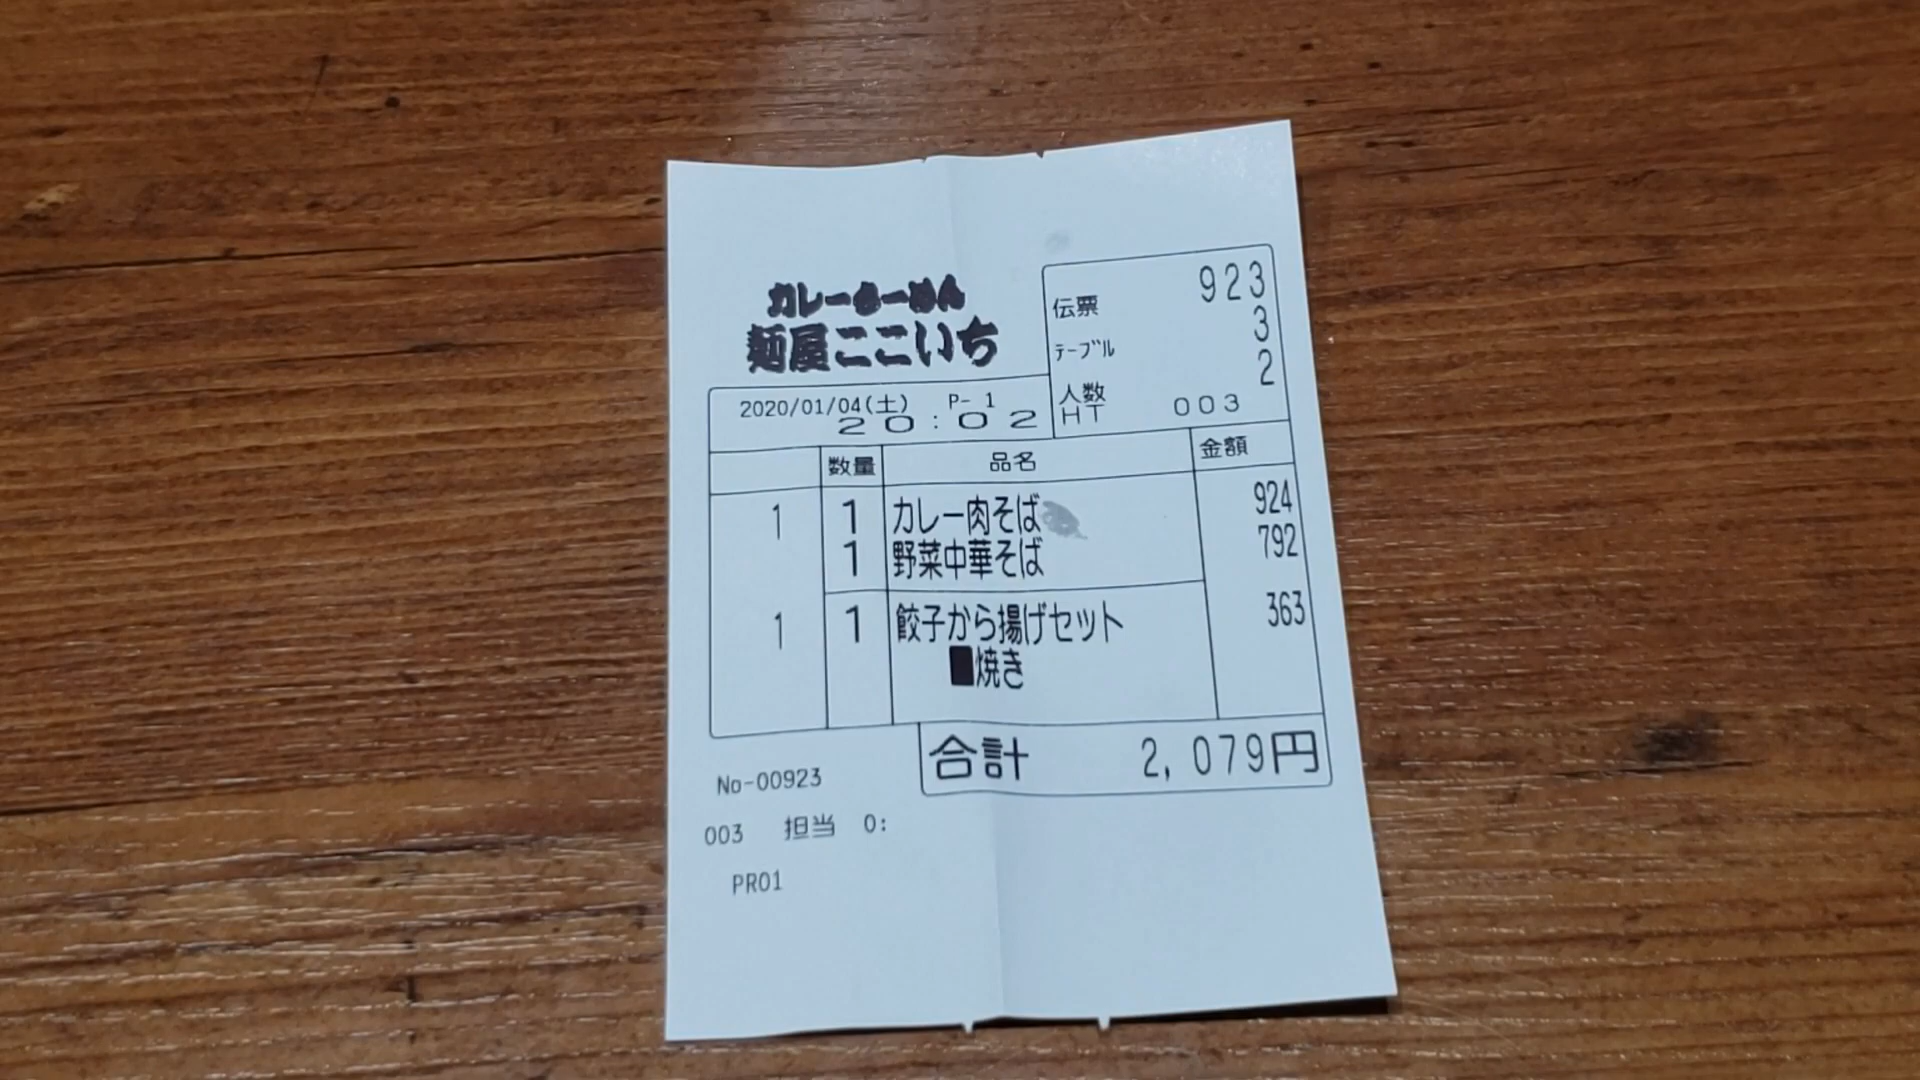 カレーらーめん
麺屋ここいち
伝票 923
テーブル 3
人数 2
HT 003
2020/01/04(土) P- 1
20:02
数量 品名 金額
1 1 カレー肉そば 924
1 野菜中華そば 792
1 1 餃子から揚げセット 363
■焼き
合計 2,079円
No-00923
003 担当 0:
PR01